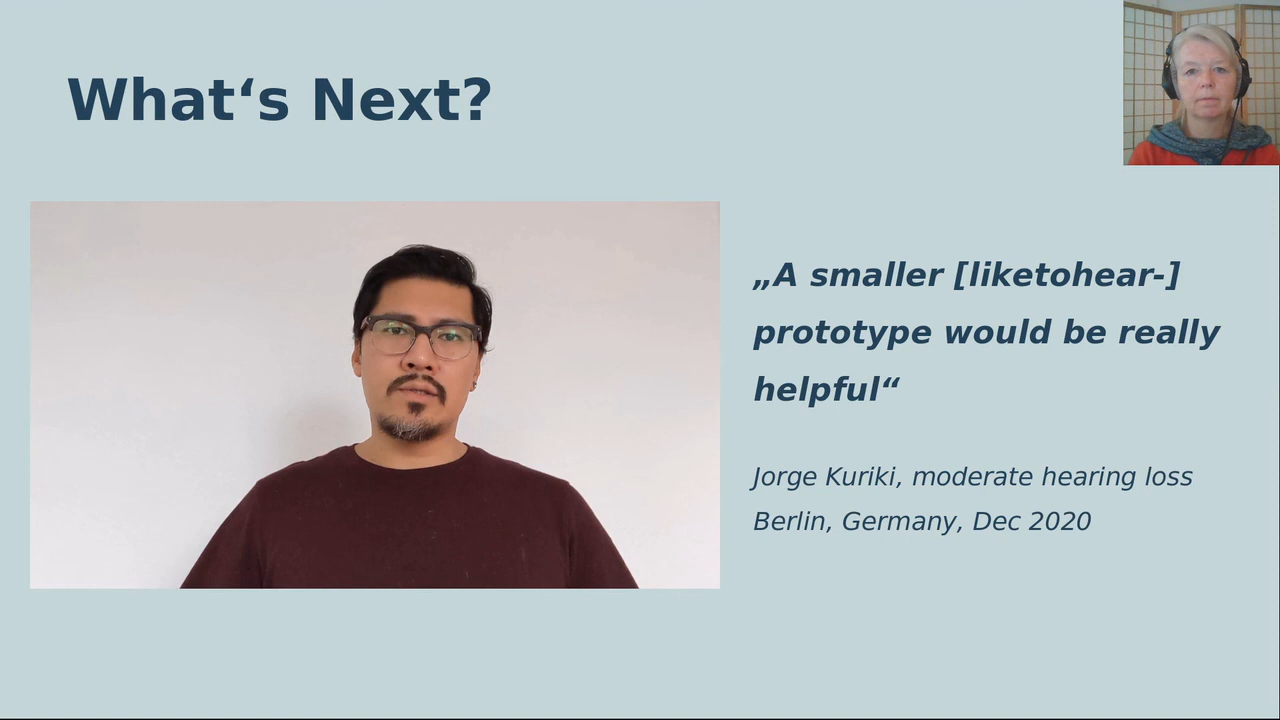 What‘s Next?
„A smaller [liketohear-]
prototype would be really
helpful“
Jorge Kuriki, moderate hearing loss
Berlin, Germany, Dec 2020